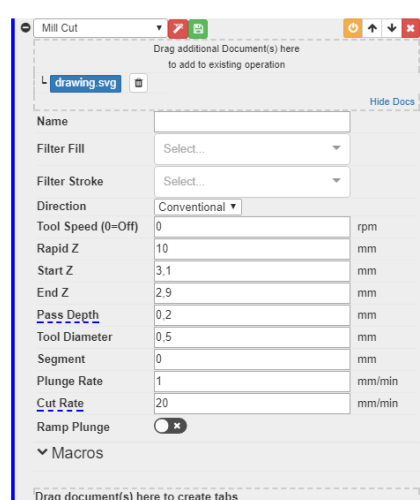 Mill Cut
Drag additional Document(s) here
to add to existing operation
drawing.svg
Hide Docs
Name
Filter Fill Select...
Filter Stroke Select...
Direction Conventional
Tool Speed (0=Off) 0 rpm
Rapid Z 10 mm
Start Z 3,1 mm
End Z 2,9 mm
Pass Depth 0,2 mm
Tool Diameter 0,5 mm
Segment 0 mm
Plunge Rate 1 mm/min
Cut Rate 20 mm/min
Ramp Plunge
Macros
Drag document(s) here to create tabs